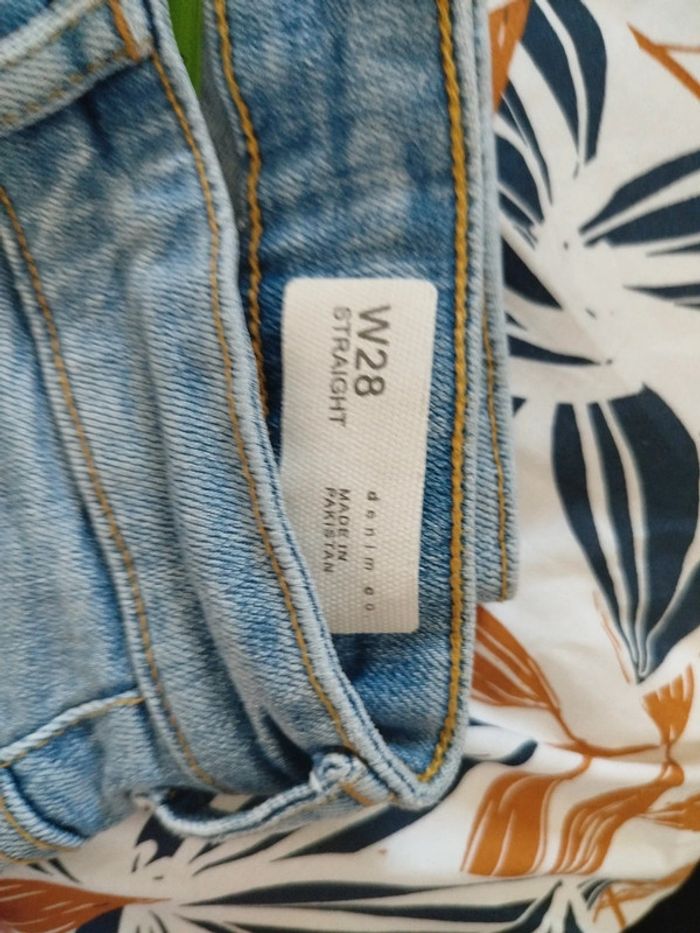 W28
STRAIGHT
denim co.
MADE IN
PAKISTAN